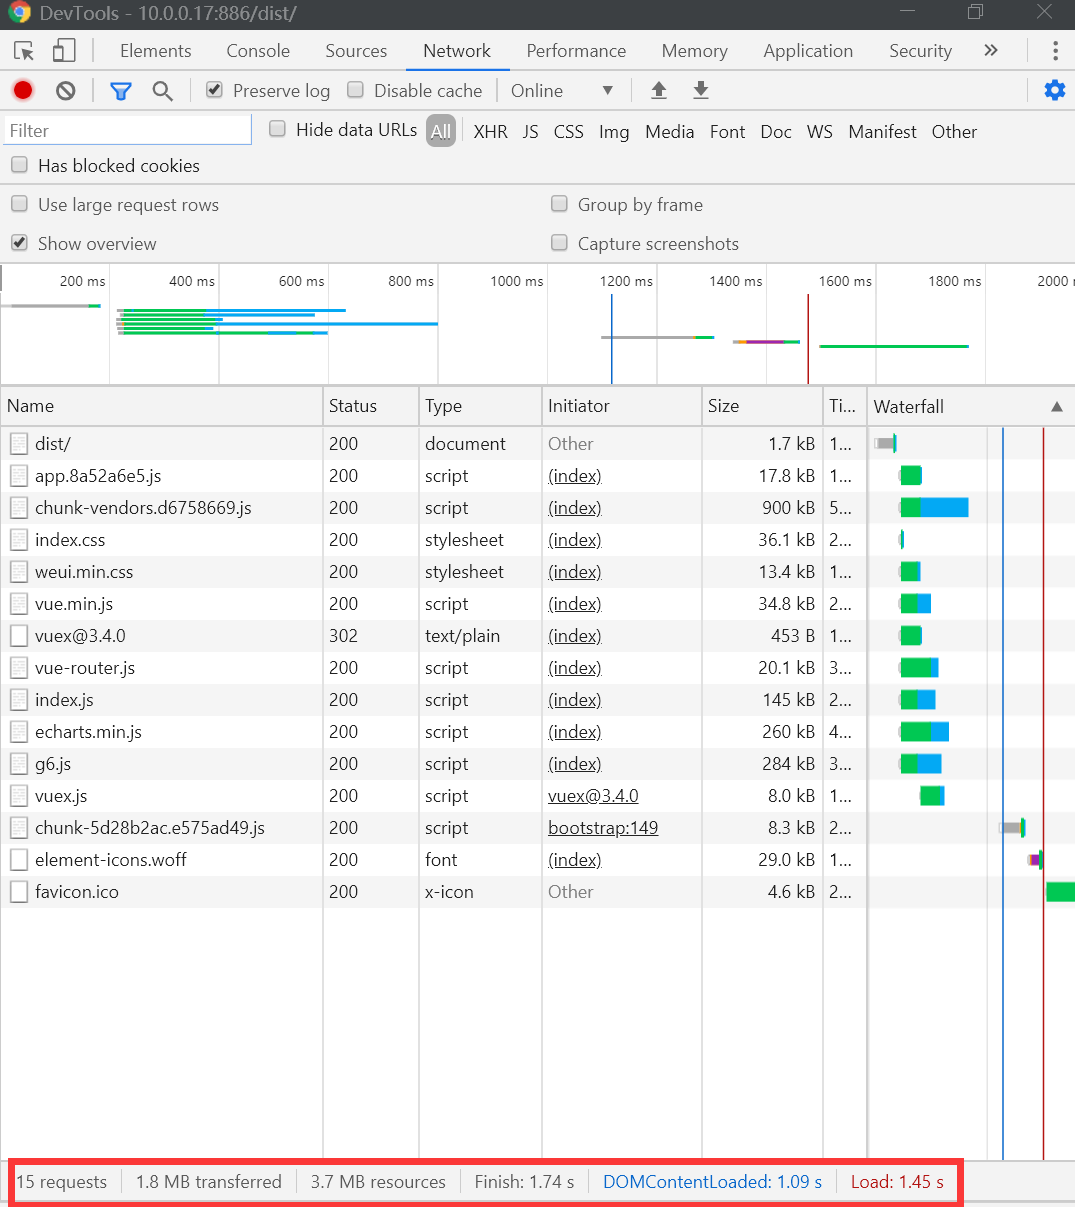 DevTools - 10.0.0.17:886/dist/
Elements Console Sources Network Performance Memory Application Security »
Preserve log Disable cache Online
Filter Hide data URLs All XHR JS CSS Img Media Font Doc WS Manifest Other
Has blocked cookies
Use large request rows Group by frame
Show overview Capture screenshots
200 ms 400 ms 600 ms 800 ms 1000 ms 1200 ms 1400 ms 1600 ms 1800 ms 2000
Name Status Type Initiator Size Ti... Waterfall
dist/ 200 document Other 1.7 kB 1...
app.8a52a6e5.js 200 script (index) 17.8 kB 1...
chunk-vendors.d6758669.js 200 script (index) 900 kB 5...
index.css 200 stylesheet (index) 36.1 kB 2...
weui.min.css 200 stylesheet (index) 13.4 kB 1...
vue.min.js 200 script (index) 34.8 kB 2...
vuex@3.4.0 302 text/plain (index) 453 B 1...
vue-router.js 200 script (index) 20.1 kB 3...
index.js 200 script (index) 145 kB 2...
echarts.min.js 200 script (index) 260 kB 4...
g6.js 200 script (index) 284 kB 3...
vuex.js 200 script vuex@3.4.0 8.0 kB 1...
chunk-5d28b2ac.e575ad49.js 200 script bootstrap:149 8.3 kB 2...
element-icons.woff 200 font (index) 29.0 kB 1...
favicon.ico 200 x-icon Other 4.6 kB 2...
15 requests 1.8 MB transferred 3.7 MB resources Finish: 1.74 s DOMContentLoaded: 1.09 s Load: 1.45 s